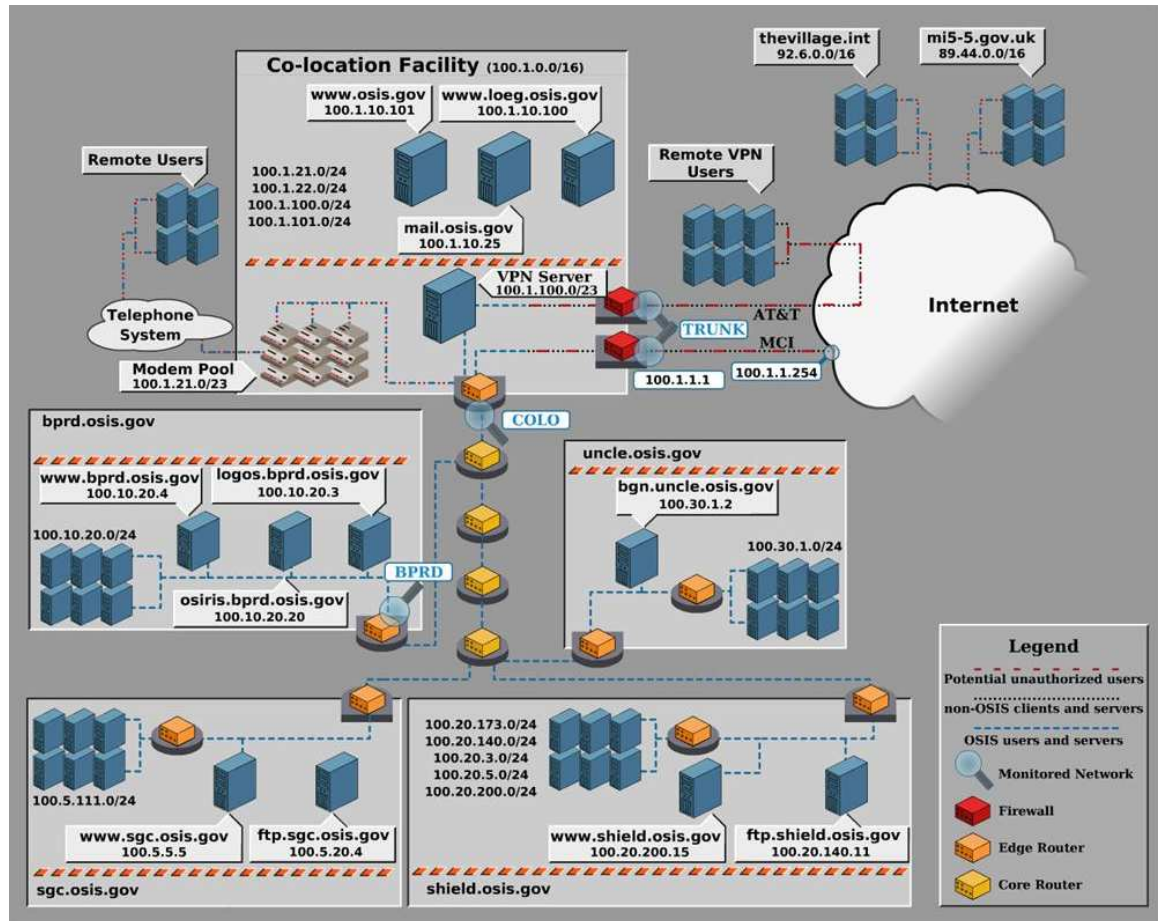 thevillage.int
92.6.0.0/16
mi5-5.gov.uk
89.44.0.0/16
Co-location Facility (100.1.0.0/16)
www.osis.gov
100.1.10.101
www.loeg.osis.gov
100.1.10.100
Remote Users
100.1.21.0/24
100.1.22.0/24
100.1.100.0/24
100.1.101.0/24
mail.osis.gov
100.1.10.25
Remote VPN
Users
VPN Server
100.1.100.0/23
Telephone
System
Modem Pool
100.1.21.0/23
AT&T
TRUNK
MCI
100.1.1.1
100.1.1.254
Internet
COLO
bprd.osis.gov
www.bprd.osis.gov
100.10.20.4
logos.bprd.osis.gov
100.10.20.3
100.10.20.0/24
BPRD
osiris.bprd.osis.gov
100.10.20.20
uncle.osis.gov
bgn.uncle.osis.gov
100.30.1.2
100.30.1.0/24
100.5.111.0/24
www.sgc.osis.gov
100.5.5.5
ftp.sgc.osis.gov
100.5.20.4
sgc.osis.gov
100.20.173.0/24
100.20.140.0/24
100.20.3.0/24
100.20.5.0/24
100.20.200.0/24
www.shield.osis.gov
100.20.200.15
ftp.shield.osis.gov
100.20.140.11
shield.osis.gov
Legend
Potential unauthorized users
non-OSIS clients and servers
OSIS users and servers
Monitored Network
Firewall
Edge Router
Core Router